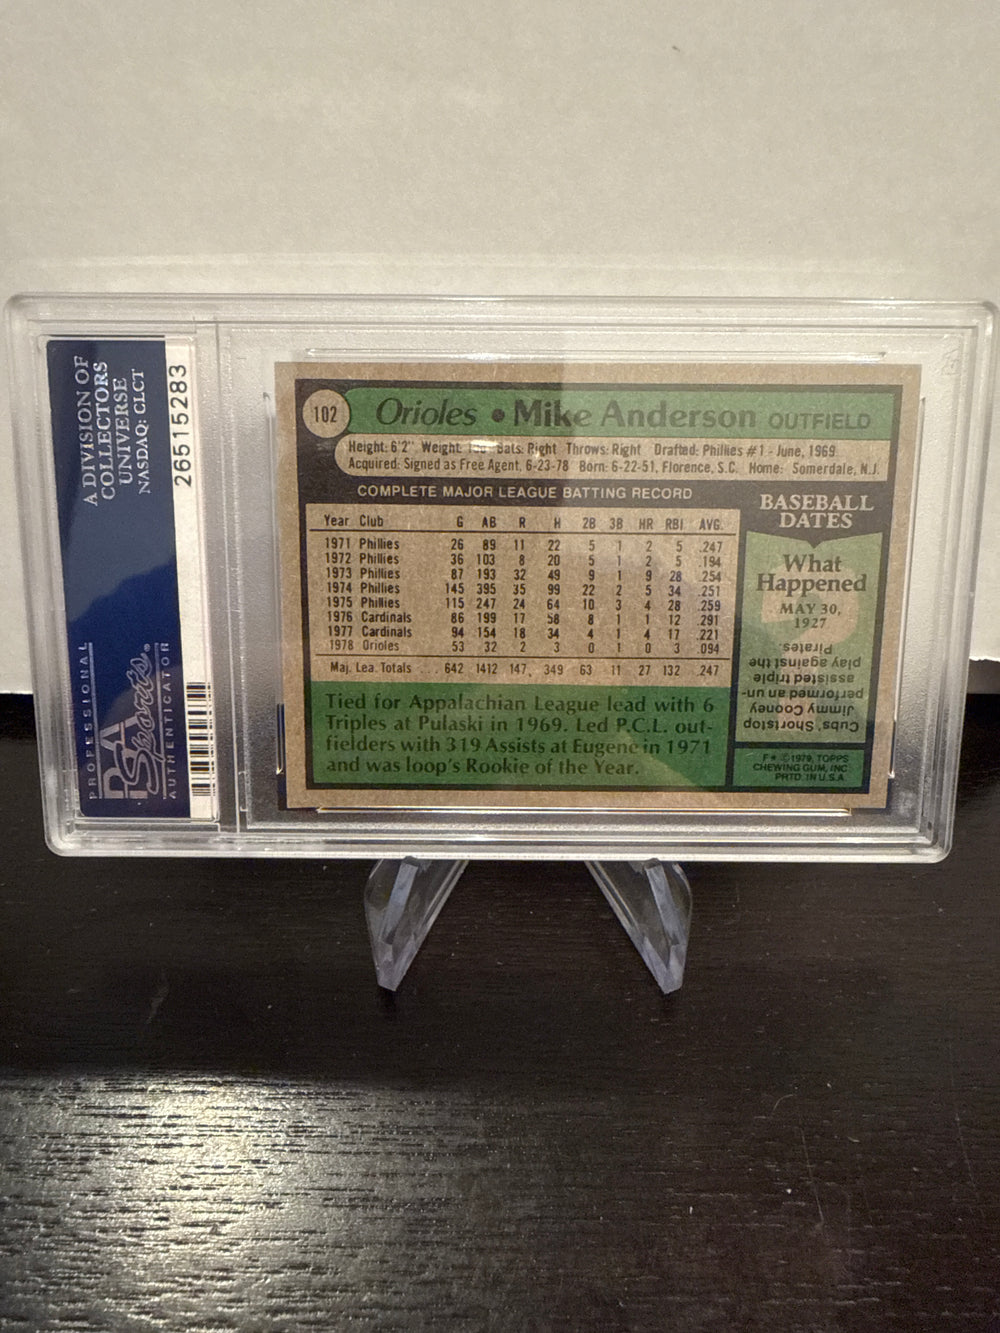 A DIVISION OF
COLLECTORS
UNIVERSE
NASDAQ: CLCT
26515283
PROFESSIONAL
PSA
Sports®
AUTHENTICATOR
102
Orioles • Mike Anderson OUTFIELD
Height: 6'2" Weight: Bats: Right Throws: Right Drafted: Phillies #1 - June, 1969
Acquired: Signed as Free Agent, 6-23-78 Born: 6-22-51, Florence, S.C. Home: Somerdale, N.J.
COMPLETE MAJOR LEAGUE BATTING RECORD
Year Club G AB R H 2B 3B HR RBI AVG.
1971 Phillies 26 89 11 22 5 1 2 5 .247
1972 Phillies 36 103 8 20 5 1 2 5 .194
1973 Phillies 87 193 32 49 9 1 9 28 .254
1974 Phillies 145 395 35 99 22 2 5 34 .251
1975 Phillies 115 247 24 64 10 3 4 28 .259
1976 Cardinals 86 199 17 58 8 1 1 12 .291
1977 Cardinals 94 154 18 34 4 1 4 17 .221
1978 Orioles 53 32 2 3 0 1 0 3 .094
Maj. Lea. Totals ... 642 1412 147 349 63 11 27 132 .247
Tied for Appalachian League lead with 6
Triples at Pulaski in 1969. Led P.C.L. out-
fielders with 319 Assists at Eugene in 1971
and was loop's Rookie of the Year.
BASEBALL
DATES
What
Happened
MAY 30,
1927
Cubs' Shortstop
Jimmy Cooney
performed an un-
assisted triple
play against the
Pirates.
F* ©1979, TOPPS
CHEWING GUM, INC
PRTD. IN U.S.A